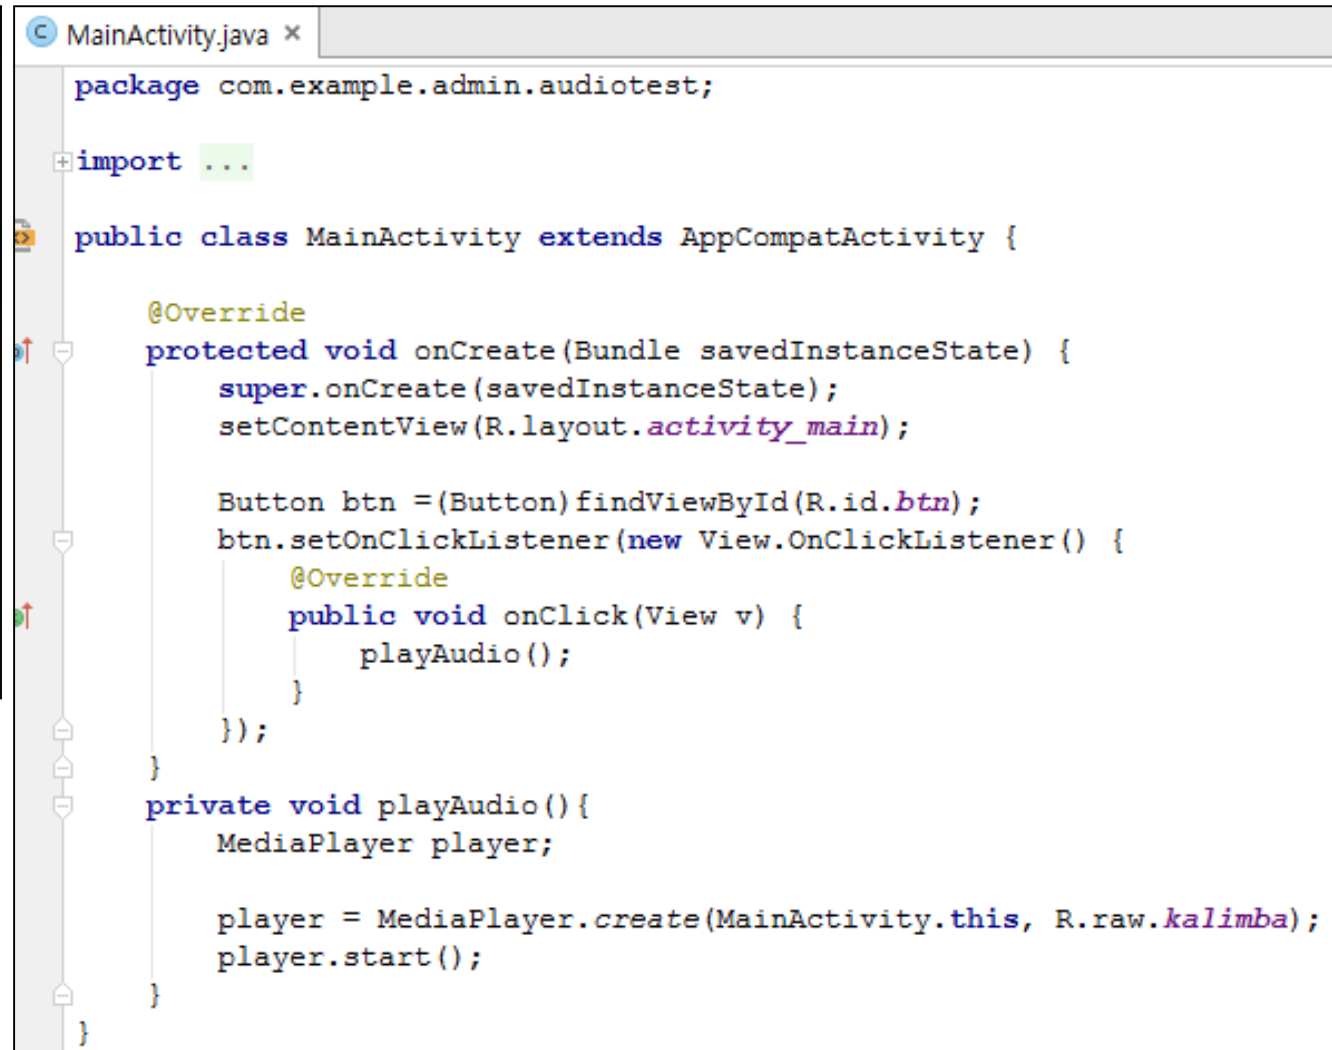 C MainActivity.java ×
package com.example.admin.audiotest;
import ...
public class MainActivity extends AppCompatActivity {
@Override
protected void onCreate(Bundle savedInstanceState) {
super.onCreate(savedInstanceState);
setContentView(R.layout.activity_main);
Button btn =(Button)findViewById(R.id.btn);
btn.setOnClickListener(new View.OnClickListener() {
@Override
public void onClick(View v) {
playAudio();
}
});
}
private void playAudio(){
MediaPlayer player;
player = MediaPlayer.create(MainActivity.this, R.raw.kalimba);
player.start();
}
}